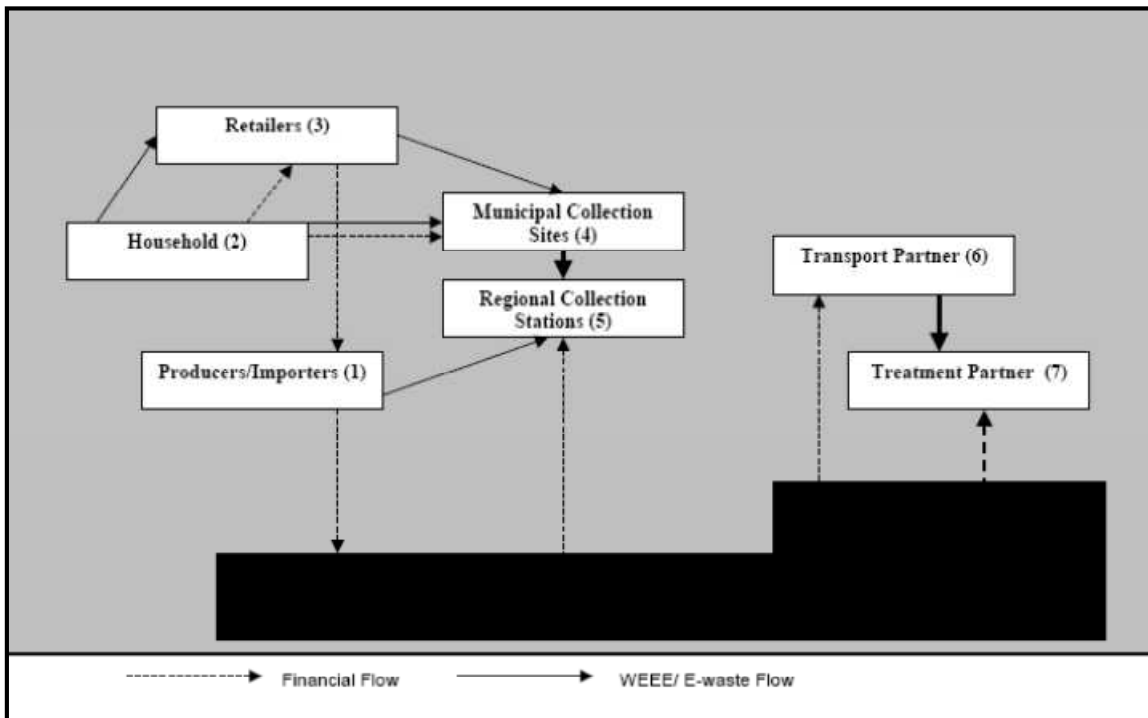 Retailers (3)
Household (2)
Municipal Collection
Sites (4)
Transport Partner (6)
Regional Collection
Stations (5)
Producers/Importers (1)
Treatment Partner (7)
Financial Flow
WEEE/ E-waste Flow